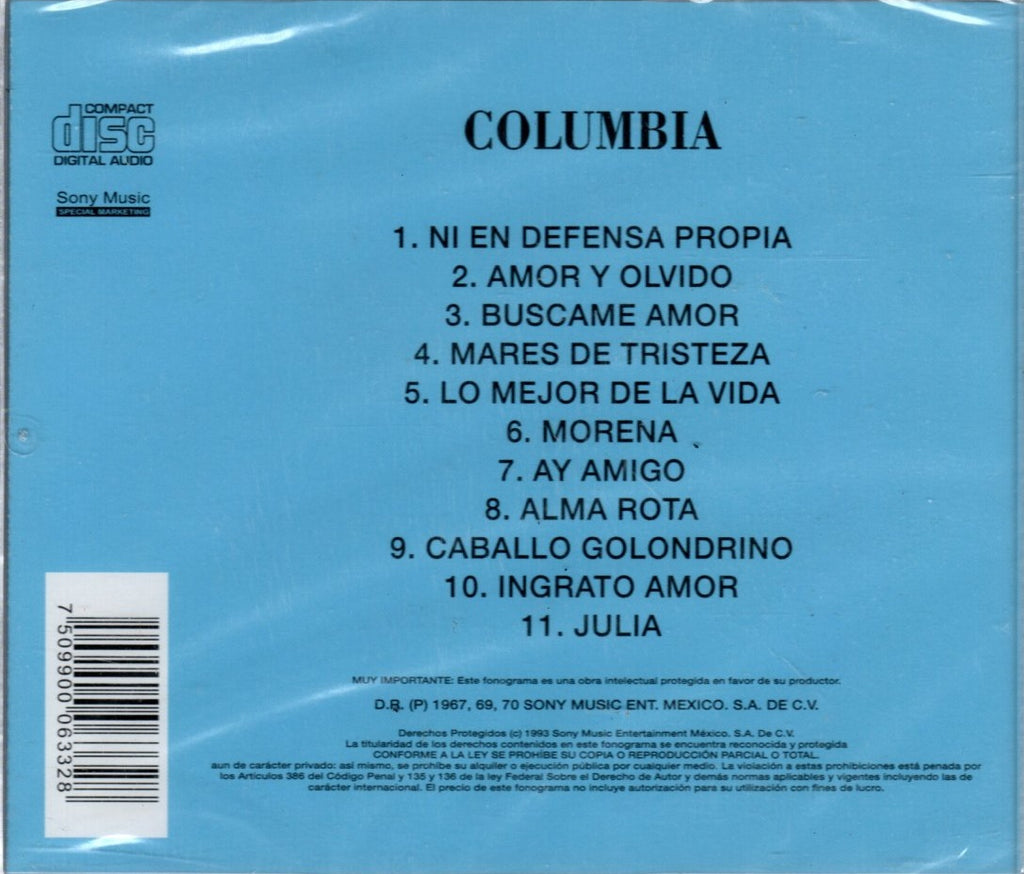 COMPACT
disc
DIGITAL AUDIO
Sony Music
SPECIAL MARKETING
COLUMBIA
1. NI EN DEFENSA PROPIA
2. AMOR Y OLVIDO
3. BUSCAME AMOR
4. MARES DE TRISTEZA
5. LO MEJOR DE LA VIDA
6. MORENA
7. AY AMIGO
8. ALMA ROTA
9. CABALLO GOLONDRINO
10. INGRATO AMOR
11. JULIA
MUY IMPORTANTE: Este fonograma es una obra intelectual protegida en favor de su productor.
D.R. (P) 1967, 69, 70 SONY MUSIC ENT. MEXICO. S.A. DE C.V.
Derechos Protegidos (c) 1993 Sony Music Entertainment México. S.A. De C.V.
La titularidad de los derechos contenidos en este fonograma se encuentra reconocida y protegida
CONFORME A LA LEY SE PROHIBE SU COPIA O REPRODUCCIÓN PARCIAL O TOTAL.
aun de carácter privado: así mismo, se prohibe su alquiler o ejecución pública por cualquier medio. La violación a estas prohibiciones está penada por
los Articulos 386 del Código Penal y 135 y 136 de la ley Federal Sobre el Derecho de Autor y demás normas aplicables y vigentes incluyendo las de
carácter internacional. El precio de este fonograma no incluye autorización para su utilización con fines de lucro.
7 509900 063328